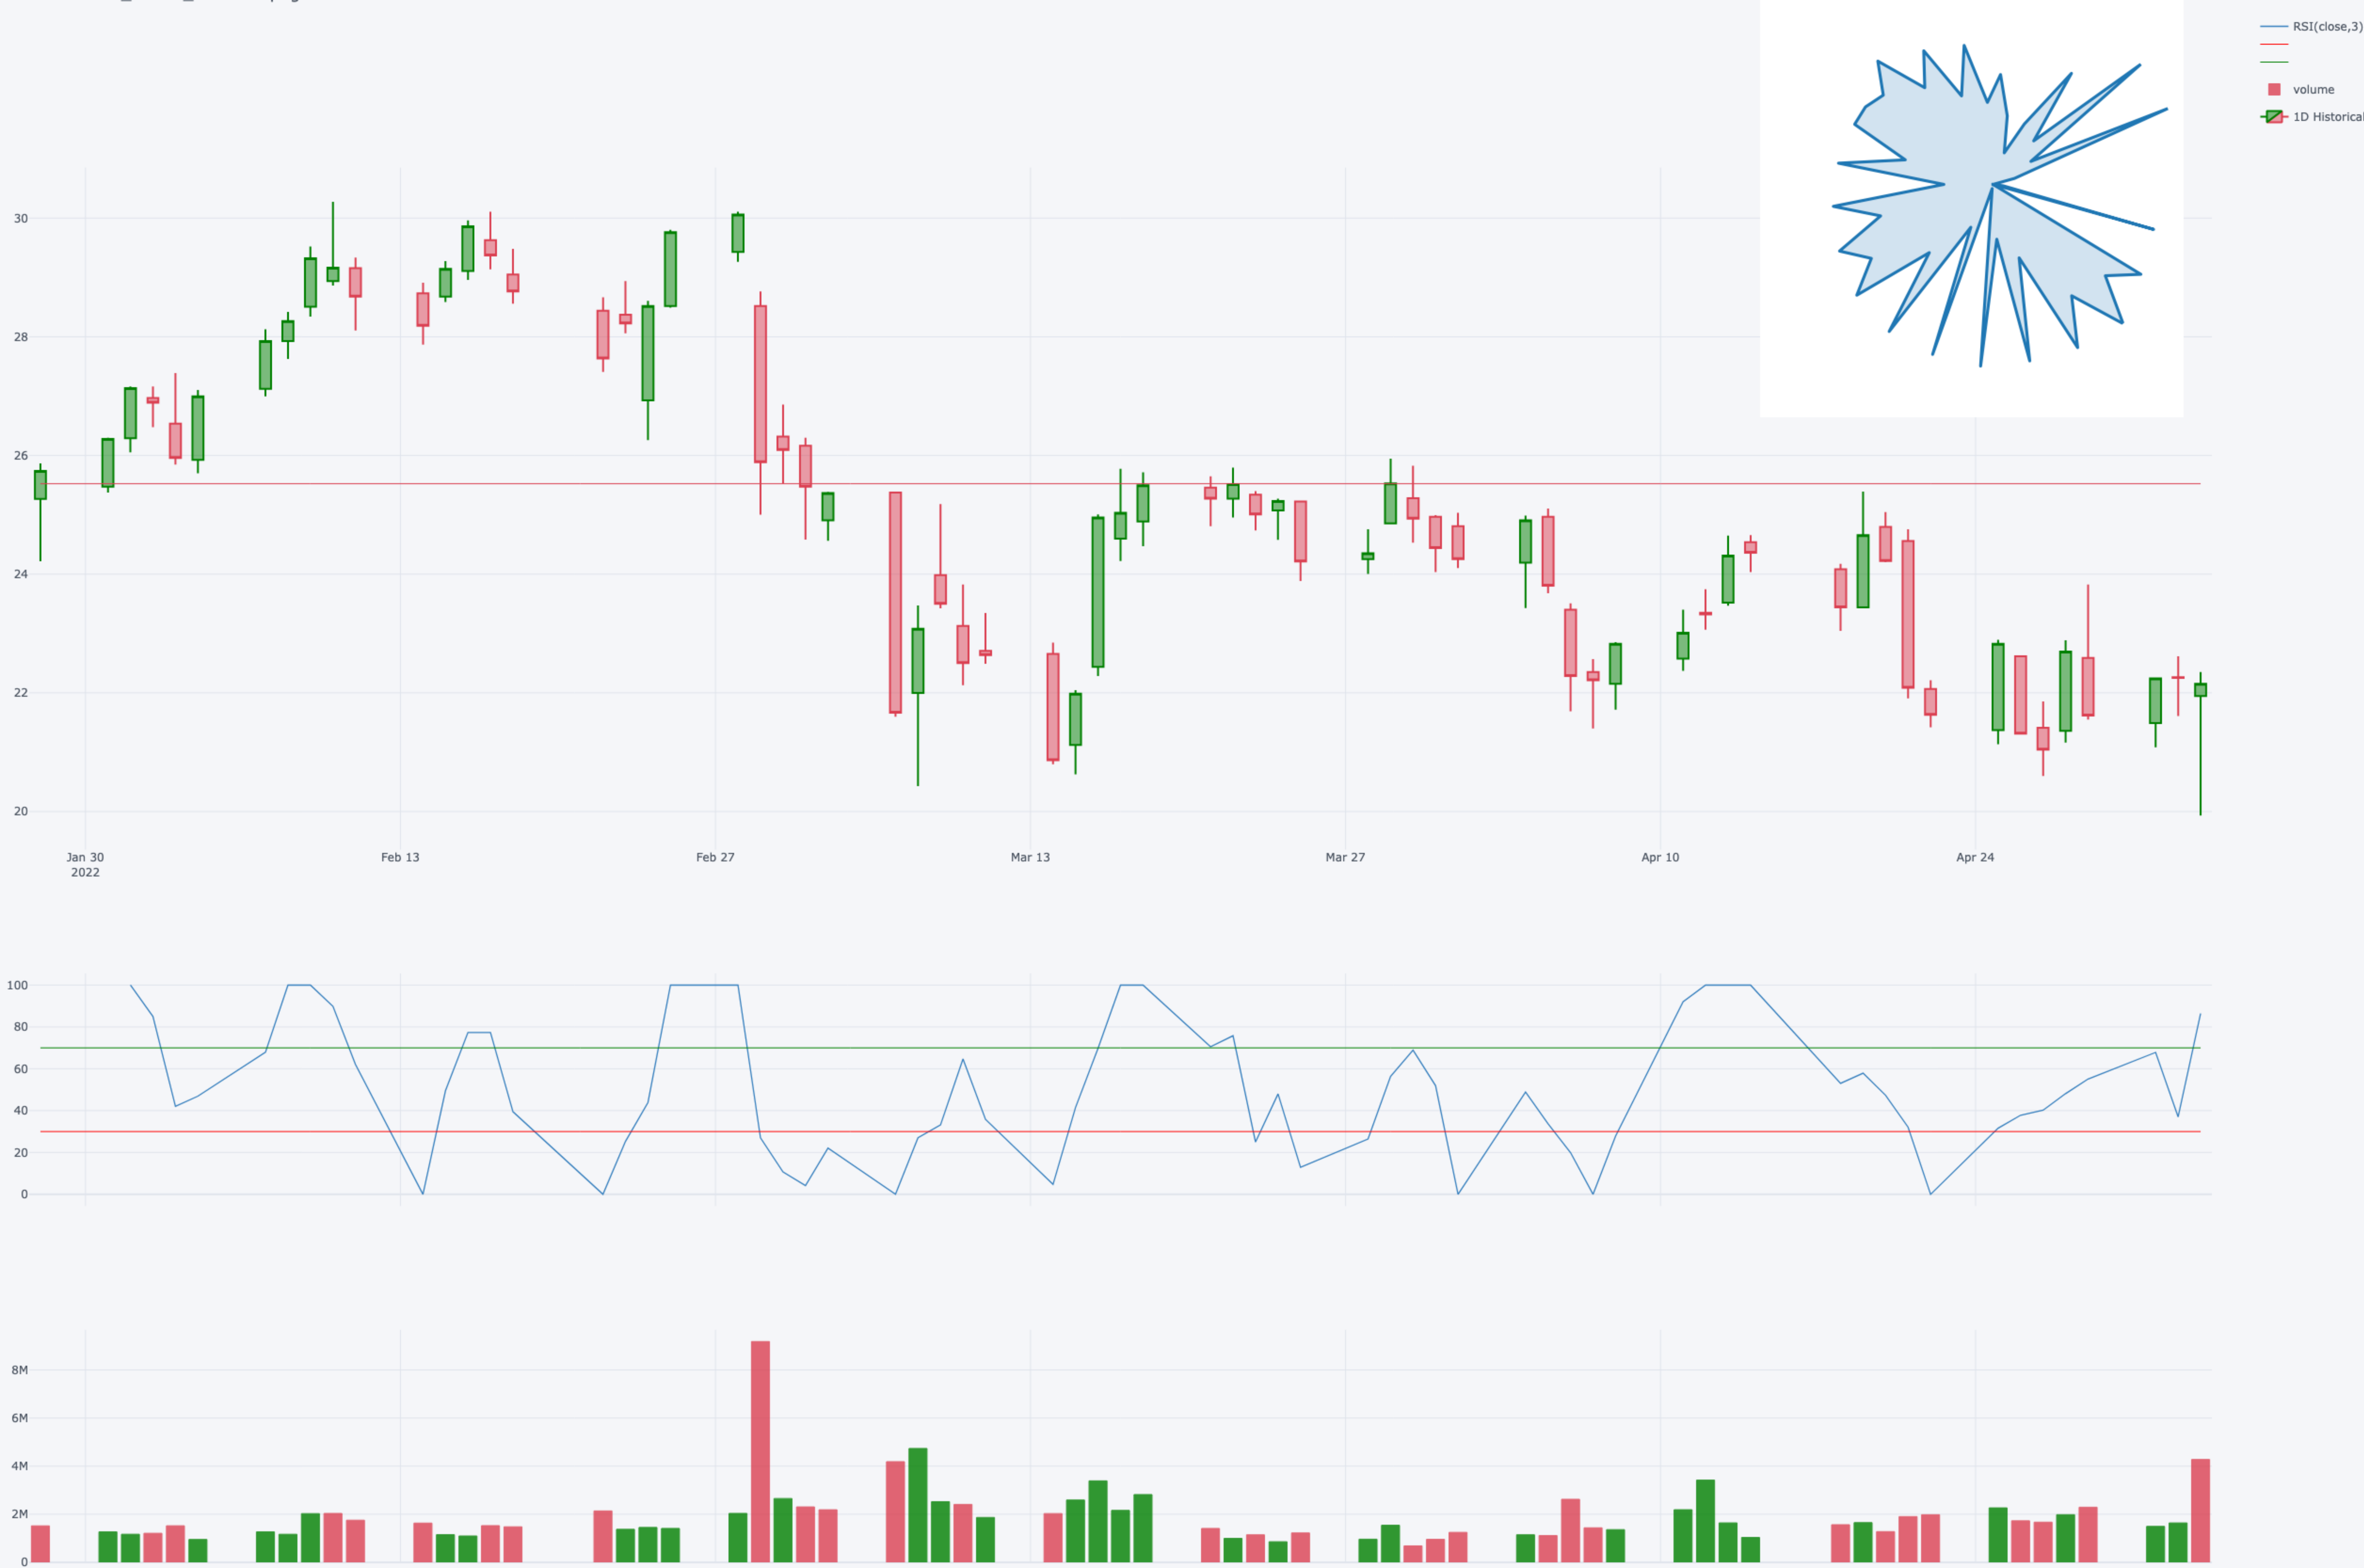 RSI(close,3)
volume
1D Historical
30
28
26
24
22
20
Jan 30
2022
Feb 13
Feb 27
Mar 13
Mar 27
Apr 10
Apr 24
100
80
60
40
20
0
8M
6M
4M
2M
0